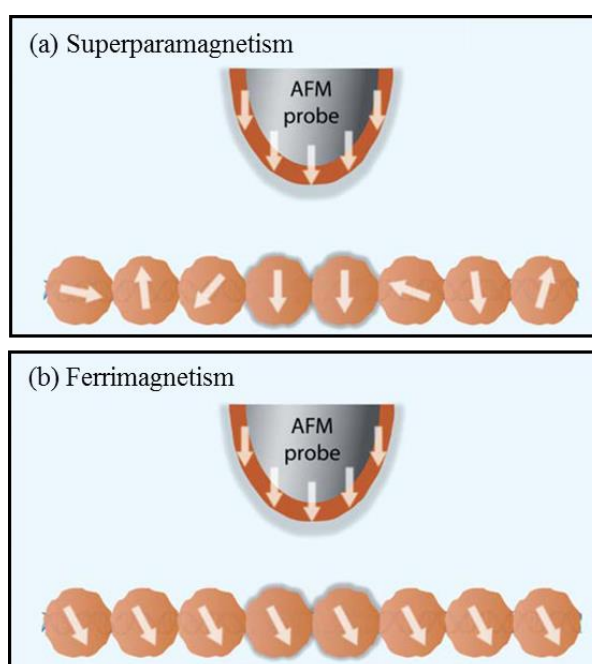 (a) Superparamagnetism
AFM
probe
(b) Ferrimagnetism
AFM
probe